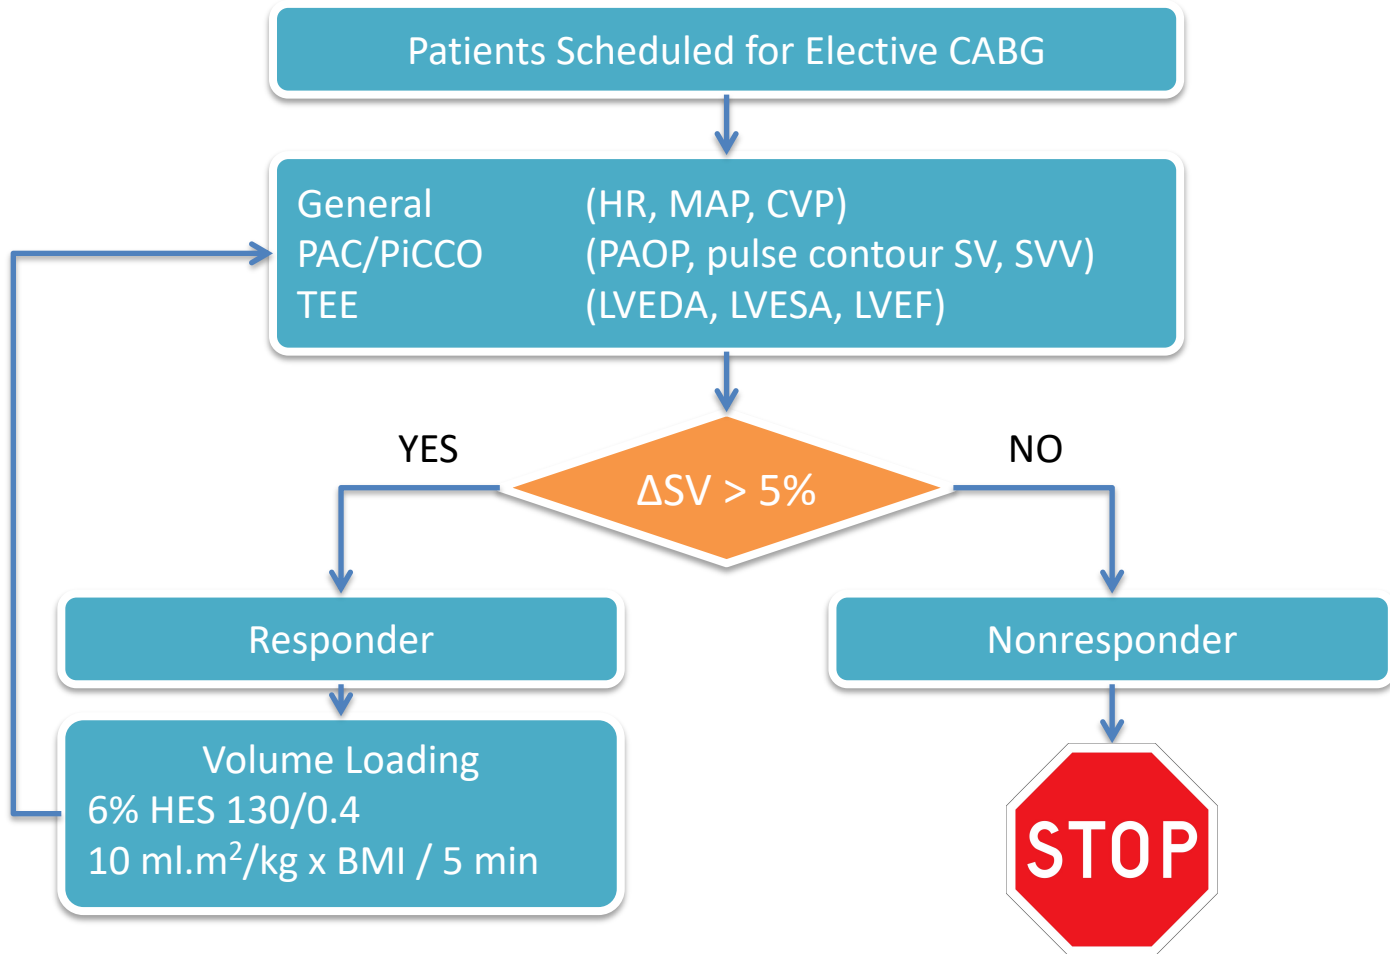 Patients Scheduled for Elective CABG
General (HR, MAP, CVP)
PAC/PiCCO (PAOP, pulse contour SV, SVV)
TEE (LVEDA, LVESA, LVEF)
YES
NO
ΔSV > 5%
Responder
Nonresponder
Volume Loading
6% HES 130/0.4
10 ml.m²/kg x BMI / 5 min
STOP